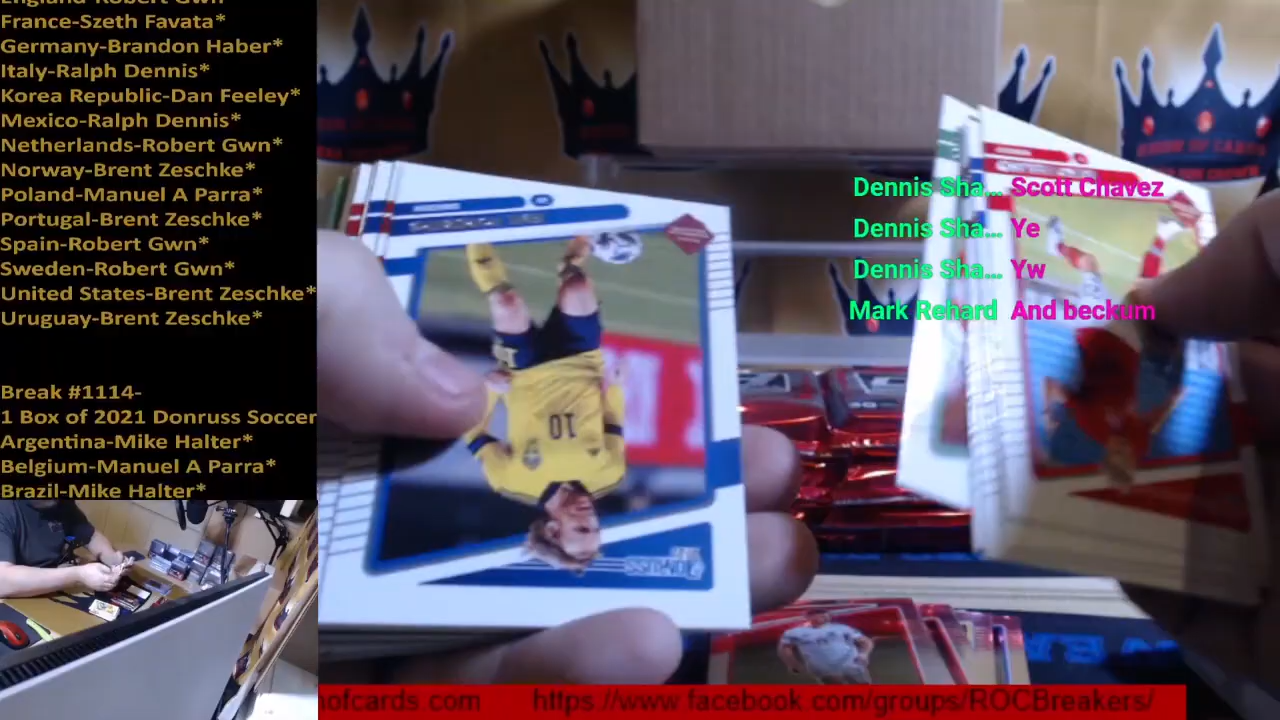 France-Szeth Favata*
Germany-Brandon Haber*
Italy-Ralph Dennis*
Korea Republic-Dan Feeley*
Mexico-Ralph Dennis*
Netherlands-Robert Gwn*
Norway-Brent Zeschke*
Poland-Manuel A Parra*
Portugal-Brent Zeschke*
Spain-Robert Gwn*
Sweden-Robert Gwn*
United States-Brent Zeschke*
Uruguay-Brent Zeschke*
Break #1114-
1 Box of 2021 Donruss Soccer
Argentina-Mike Halter*
Belgium-Manuel A Parra*
Brazil-Mike Halter*
Dennis Sha... Scott Chavez
Dennis Sha... Ye
Dennis Sha... Yw
Mark Rehard And beckum
10
DONRUSS
nofcards com https://www facebook com/groups/ROCBreakers/